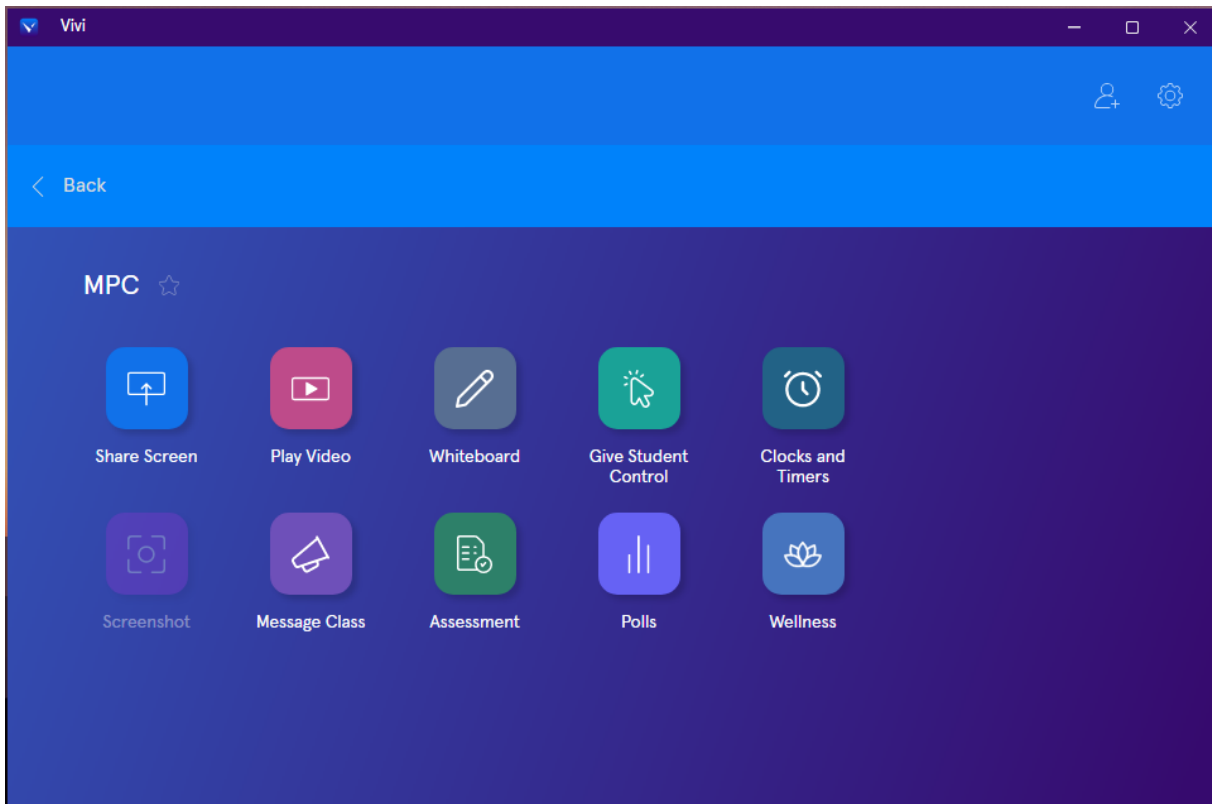 Vivi
Back
MPC
Share Screen
Play Video
Whiteboard
Give Student
Control
Clocks and
Timers
Screenshot
Message Class
Assessment
Polls
Wellness